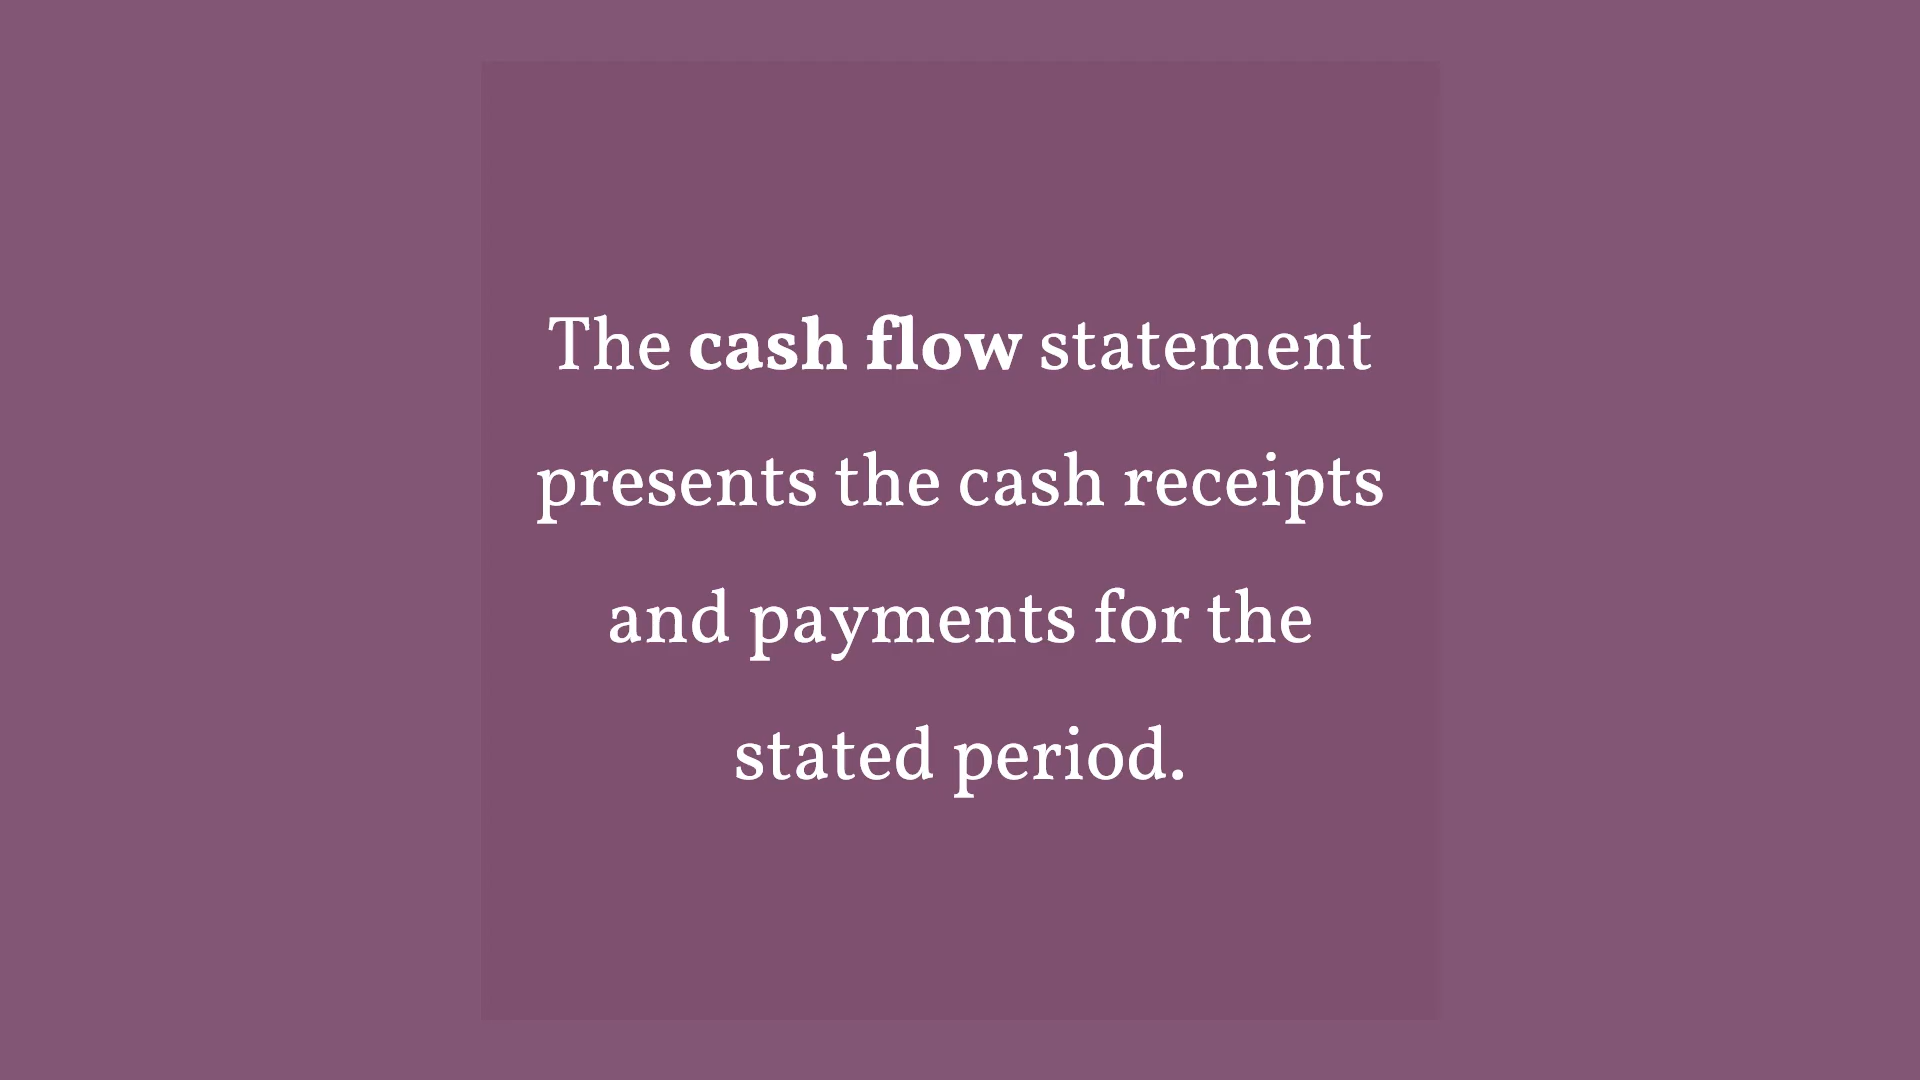 The cash flow statement
presents the cash receipts
and payments for the
stated period.